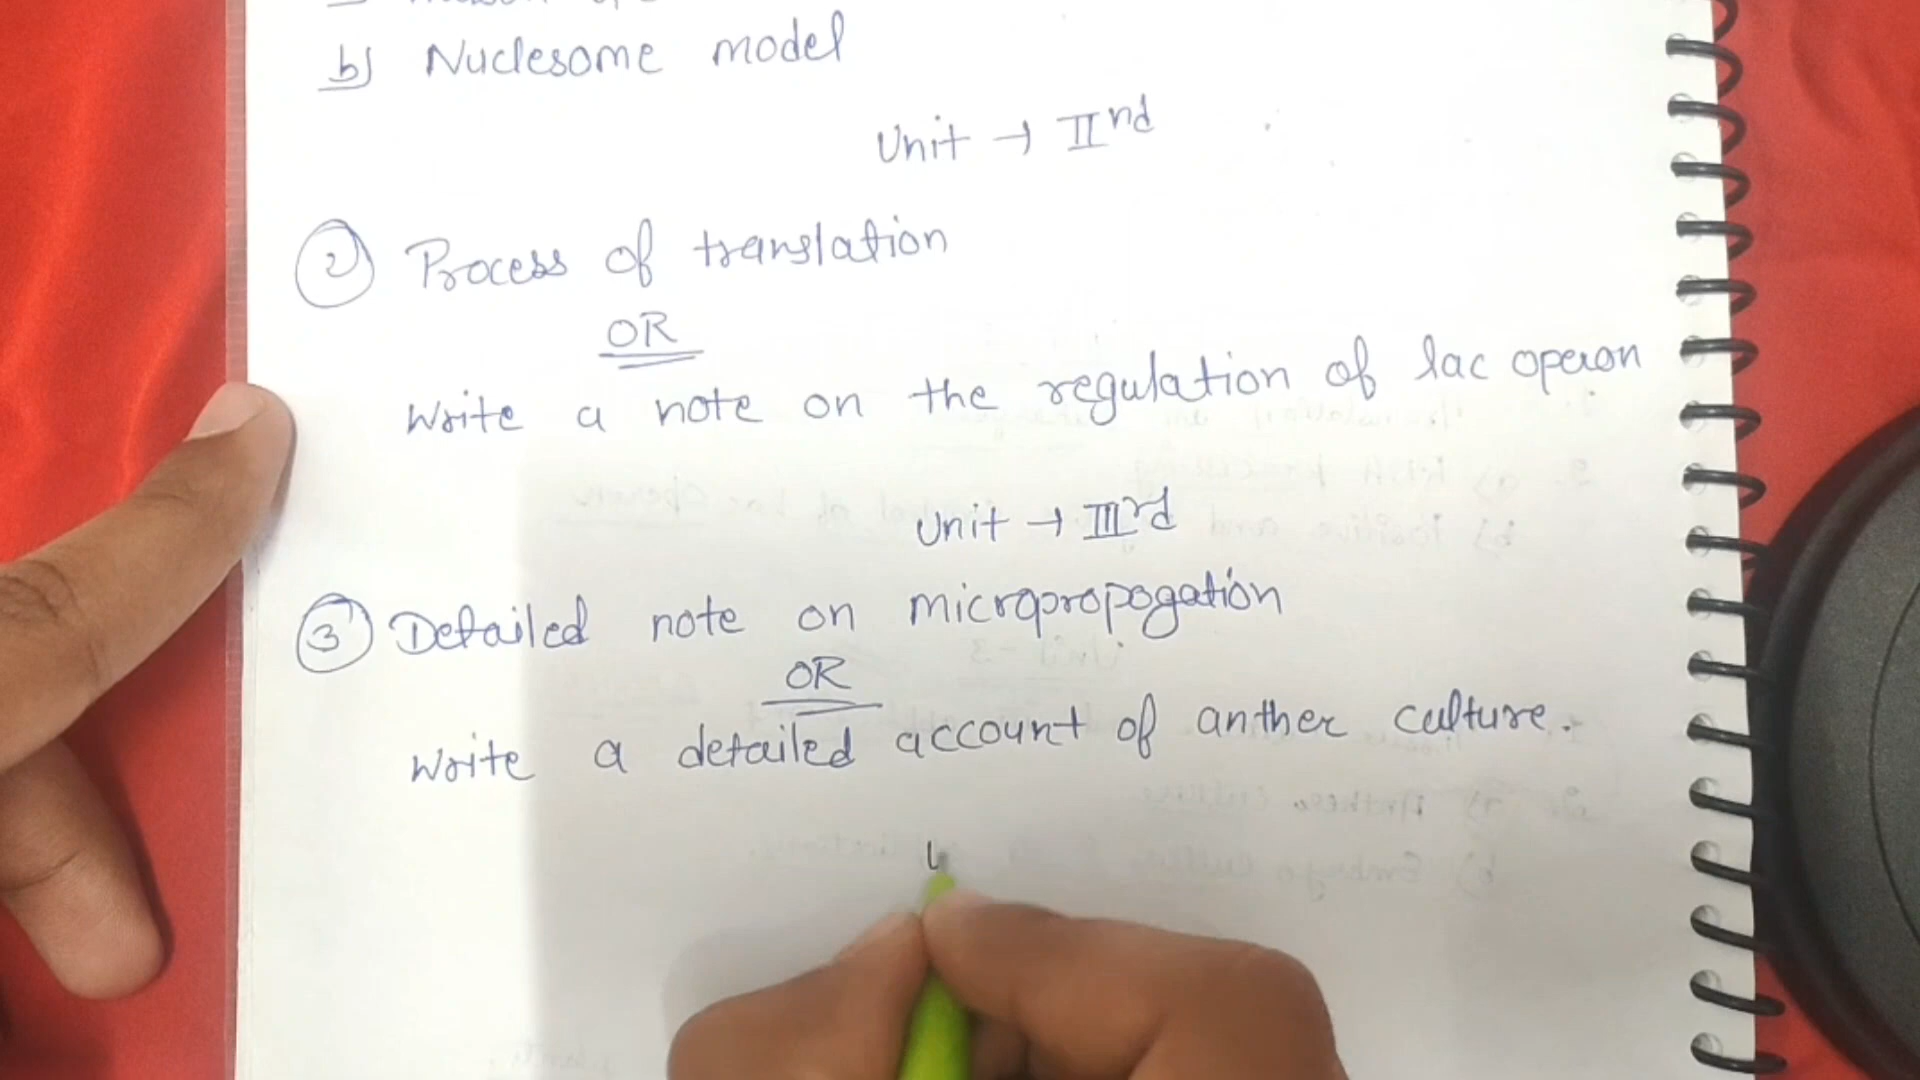 b) Nuclesome model
Unit → IInd
2 Process of translation
OR
Write a note on the regulation of lac operon
Unit → IIIrd
3 Detailed note on micropropogation
OR
Write a detailed account of anther culture.